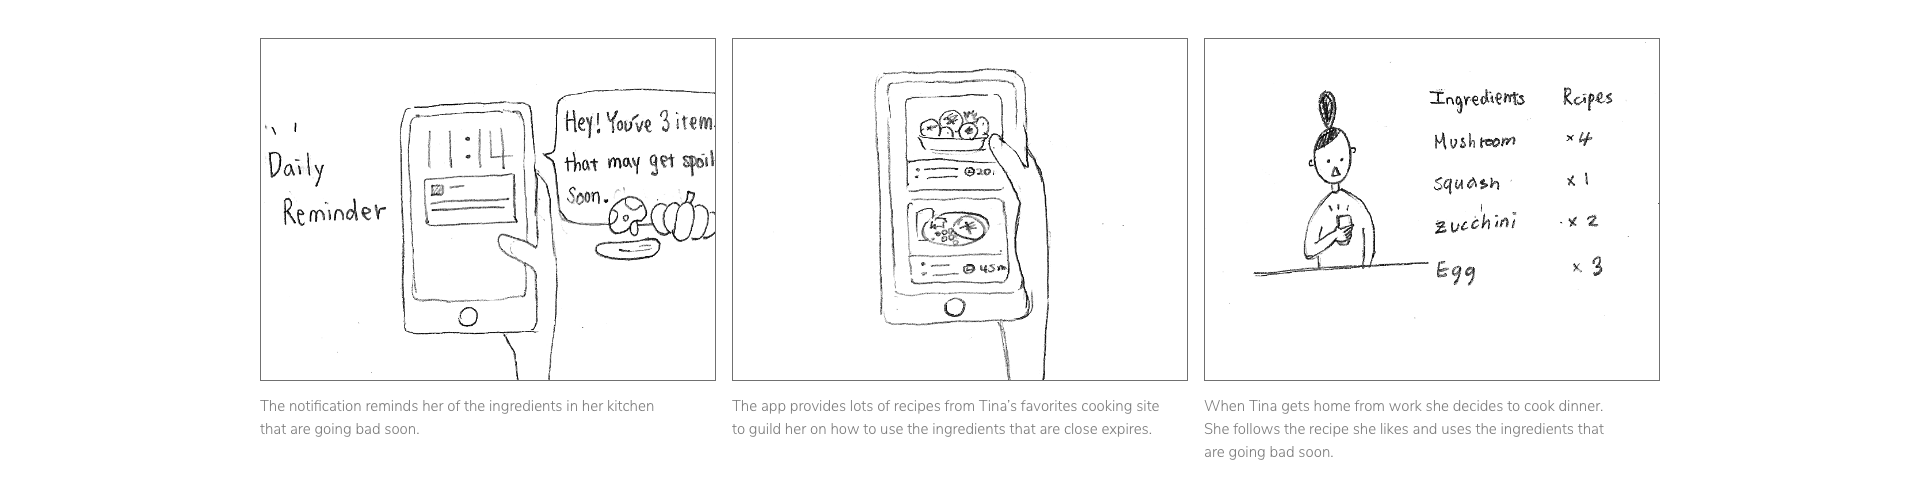 Daily
Reminder
11:14
Hey! You've 3 item
that may get spoil
Soon.
20
45m
Ingredients Rcipes
Mushroom ×4
Squash ×1
Zucchini ×2
Egg ×3
The notification reminds her of the ingredients in her kitchen
that are going bad soon.
The app provides lots of recipes from Tina's favorites cooking site
to guild her on how to use the ingredients that are close expires.
When Tina gets home from work she decides to cook dinner.
She follows the recipe she likes and uses the ingredients that
are going bad soon.